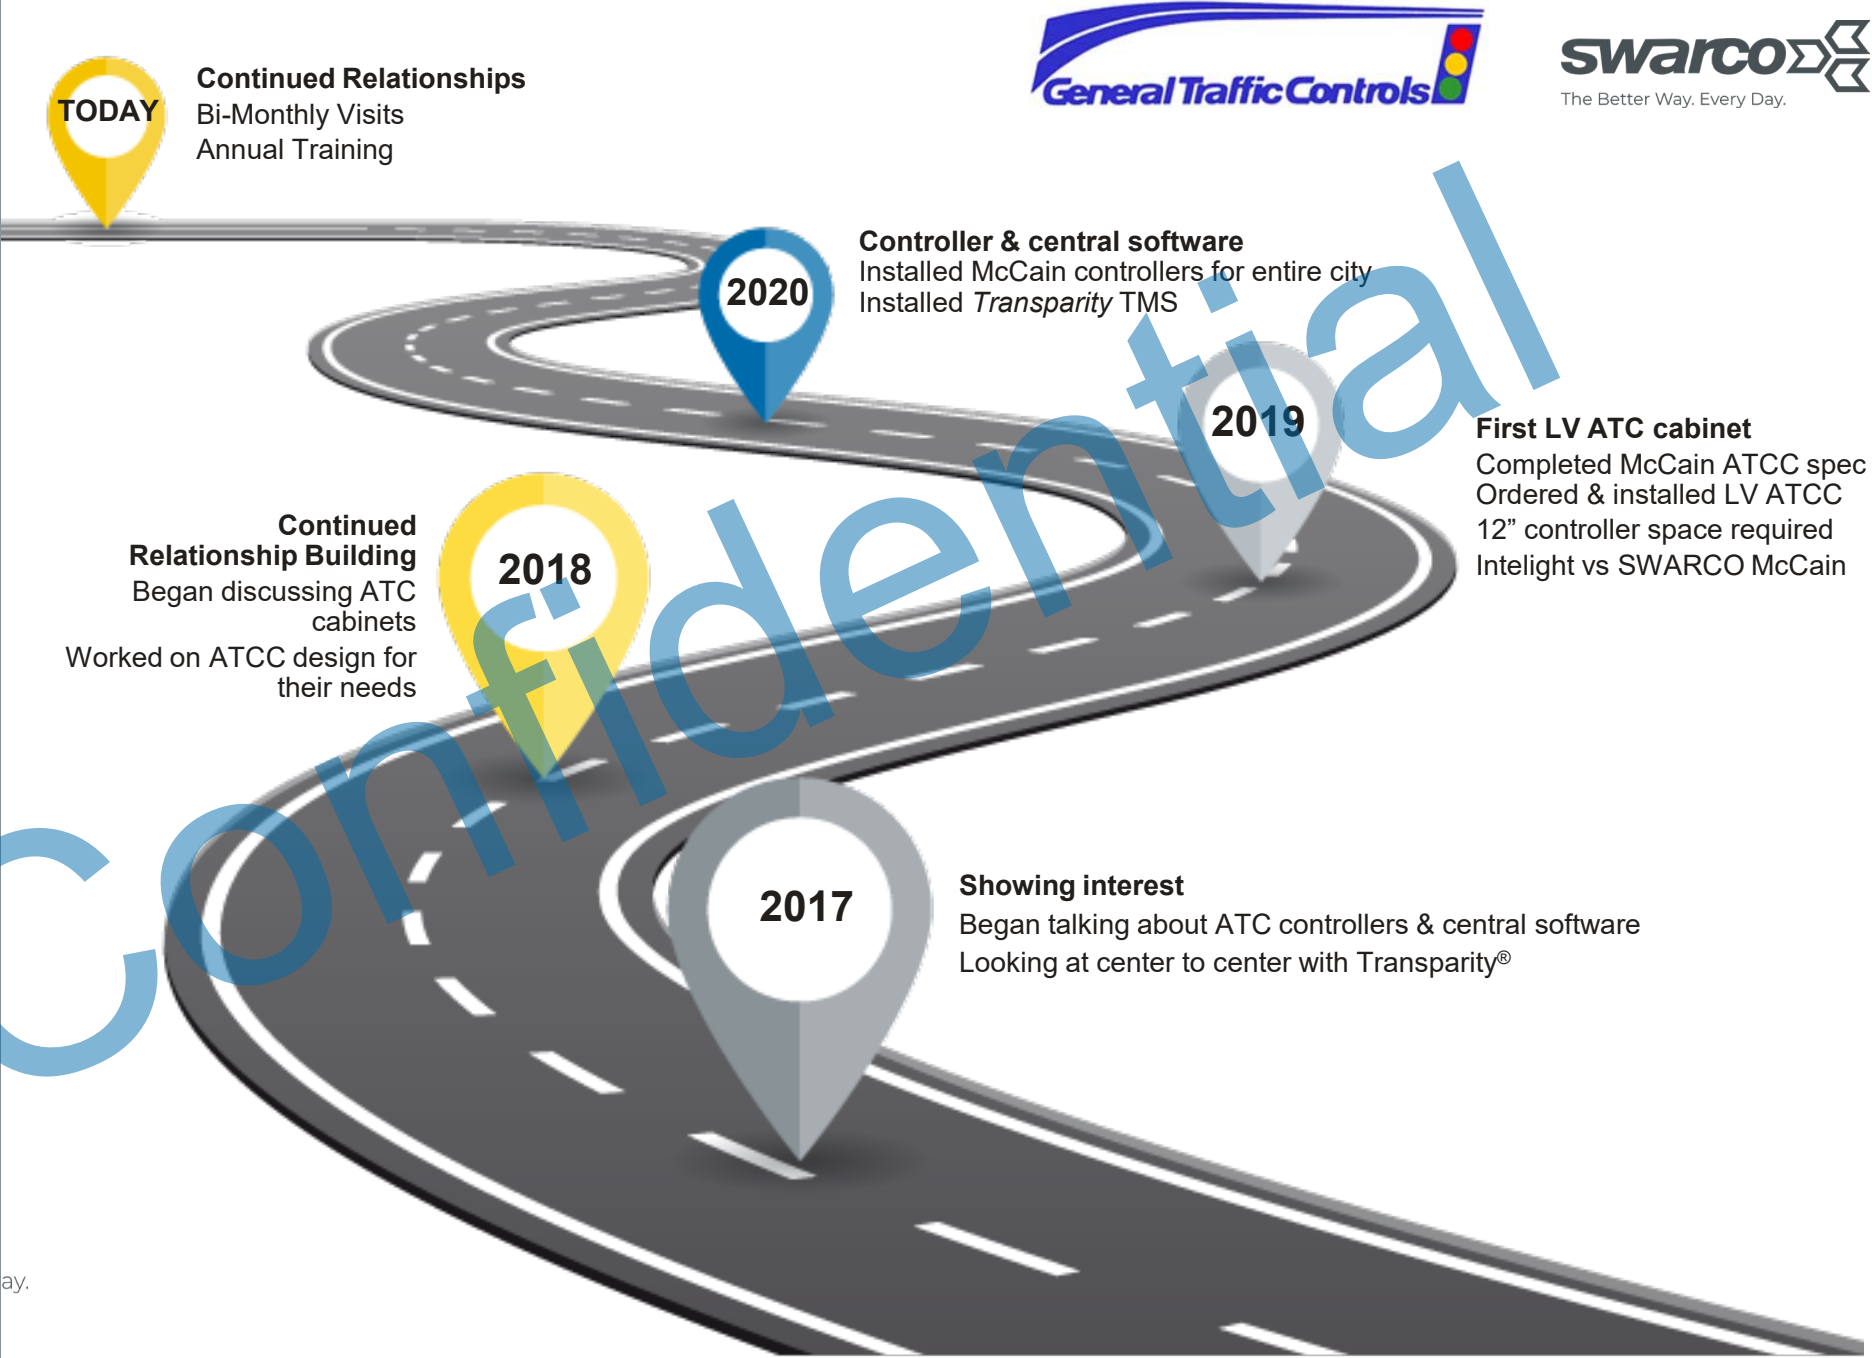 General Traffic Controls
swarco
The Better Way. Every Day.
TODAY
Continued Relationships
Bi-Monthly Visits
Annual Training
2020
Controller & central software
Installed McCain controllers for entire city
Installed Transparity TMS
2019
First LV ATC cabinet
Completed McCain ATCC spec
Ordered & installed LV ATCC
12” controller space required
Intelight vs SWARCO McCain
2018
Continued
Relationship Building
Began discussing ATC
cabinets
Worked on ATCC design for
their needs
2017
Showing interest
Began talking about ATC controllers & central software
Looking at center to center with Transparity®
Confidential
ay.